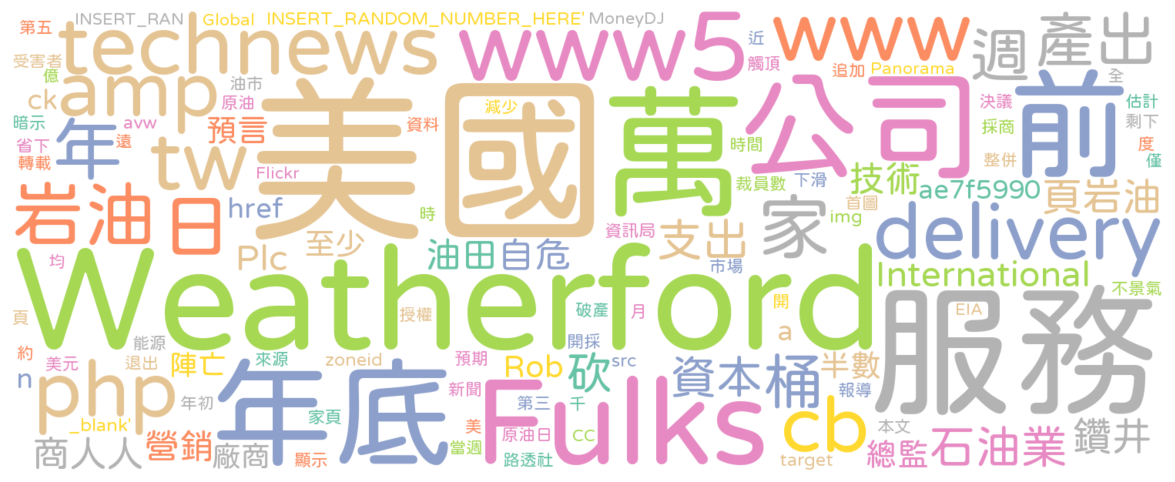 INSERT_RAN Global INSERT_RANDOM_NUMBER_HERE' MoneyDJ
第五 technews www5 www 近 週 產出
受害者 億 油市 觸頂 追加 Panorama 全
ck amp 原油 減少 美國 萬 公司 前 決議 估計
暗示 年 avw 預言 資料 時間 採商 剩下
省下 遠 tw 度
轉載 Flickr 裁員數 下滑 技術 整併 僅
岩油 日 href 時 資訊局 家 首圖 ae7f5990 頁岩油
至少 支出 img delivery
均 Plc 油田 自危 市場 International 不景氣
Weatherford 服務
頁 授權 破產 月 開 a EIA
約 能源 開採
美元 退出 陣亡 來源 zoneid 預期 Rob 砍 src 資本 桶 半數
n php 年底 新聞 Fulks 第三 千 cb
年初 家頁 報導
_blank' 美 原油日 CC 本文
商人人 營銷 廠商 顯示 當週 路透社 target 總監 石油業 鑽井